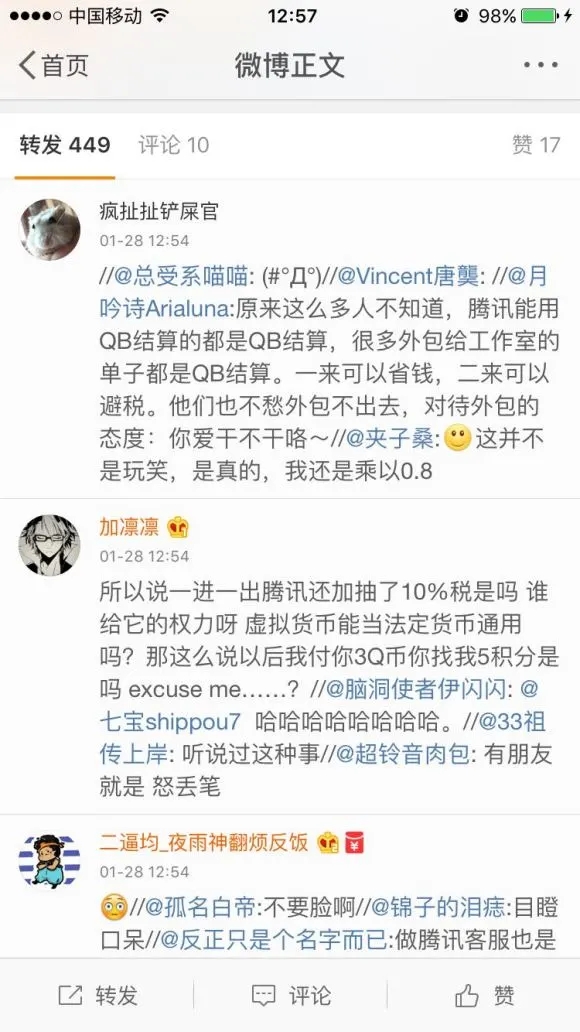 中国移动 12:57 98%
首页 微博正文
转发 449 评论 10 赞 17
疯扯扯铲屎官
01-28 12:54
//@总受系喵喵: (#°Д°)//@Vincent唐龑: //@月
吟诗Arialuna:原来这么多人不知道，腾讯能用
QB结算的都是QB结算，很多外包给工作室的
单子都是QB结算。一来可以省钱，二来可以
避税。他们也不愁外包不出去，对待外包的
态度：你爱干不干咯～//@夹子桑:🙂这并不
是玩笑，是真的，我还是乘以0.8
加凛凛
01-28 12:54
所以说一进一出腾讯还加抽了10%税是吗 谁
给它的权力呀 虚拟货币能当法定货币通用
吗？那这么说以后我付你3Q币你找我5积分是
吗 excuse me……？//@脑洞使者伊闪闪: @
七宝shippou7 哈哈哈哈哈哈哈哈。//@33祖
传上岸: 听说过这种事//@超铃音肉包: 有朋友
就是 怒丢笔
二逼均_夜雨神翻烦反饭
01-28 12:54
😳//@孤名白帝:不要脸啊//@锦子的泪痣:目瞪
口呆//@反正只是个名字而已:做腾讯客服也是
转发 评论 赞